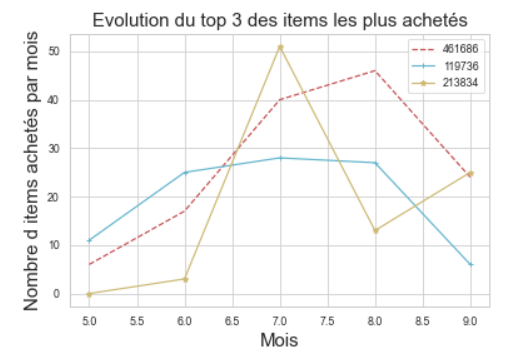 Evolution du top 3 des items les plus achetés
461686
119736
213834
Nombre d items achetés par mois
50
40
30
20
10
0
5.0 5.5 6.0 6.5 7.0 7.5 8.0 8.5 9.0
Mois